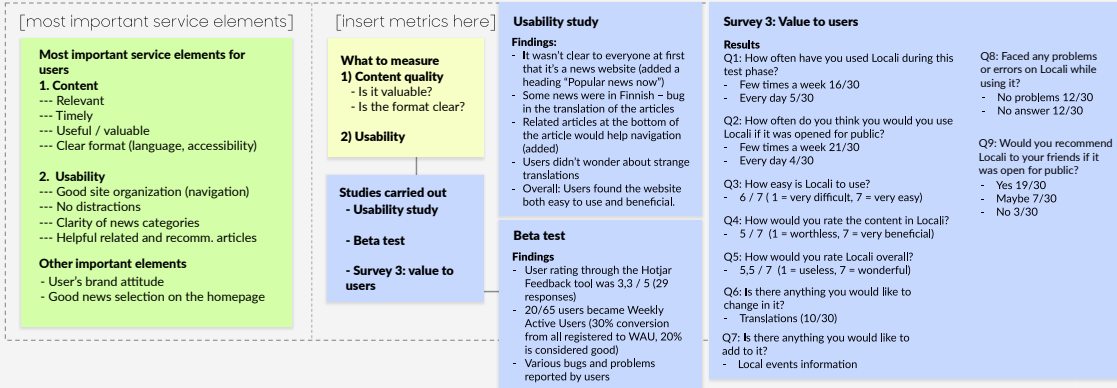 [most important service elements]
Most important service elements for
users
1. Content
--- Relevant
--- Timely
--- Useful / valuable
--- Clear format (language, accessibility)
2. Usability
--- Good site organization (navigation)
--- No distractions
--- Clarity of news categories
--- Helpful related and recomm. articles
Other important elements
- User's brand attitude
- Good news selection on the homepage
[insert metrics here]
What to measure
1) Content quality
- Is it valuable?
- Is the format clear?
2) Usability
Studies carried out
- Usability study
- Beta test
- Survey 3: value to
users
Usability study
Findings:
- It wasn't clear to everyone at first
that it's a news website (added a
heading "Popular news now")
- Some news were in Finnish – bug
in the translation of the articles
- Related articles at the bottom of
the article would help navigation
(added)
- Users didn't wonder about strange
translations
- Overall: Users found the website
both easy to use and beneficial.
Beta test
Findings
- User rating through the Hotjar
Feedback tool was 3,3 / 5 (29
responses)
- 20/65 users became Weekly
Active Users (30% conversion
from all registered to WAU, 20%
is considered good)
- Various bugs and problems
reported by users
Survey 3: Value to users
Results
Q1: How often have you used Locali during this
test phase?
- Few times a week 16/30
- Every day 5/30
Q2: How often do you think you would you use
Locali if it was opened for public?
- Few times a week 21/30
- Every day 4/30
Q3: How easy is Locali to use?
- 6 / 7 ( 1 = very difficult, 7 = very easy)
Q4: How would you rate the content in Locali?
- 5 / 7 (1 = worthless, 7 = very beneficial)
Q5: How would you rate Locali overall?
- 5,5 / 7 (1 = useless, 7 = wonderful)
Q6: Is there anything you would like to
change in it?
- Translations (10/30)
Q7: Is there anything you would like to
add to it?
- Local events information
Q8: Faced any problems
or errors on Locali while
using it?
- No problems 12/30
- No answer 12/30
Q9: Would you recommend
Locali to your friends if it
was open for public?
- Yes 19/30
- Maybe 7/30
- No 3/30